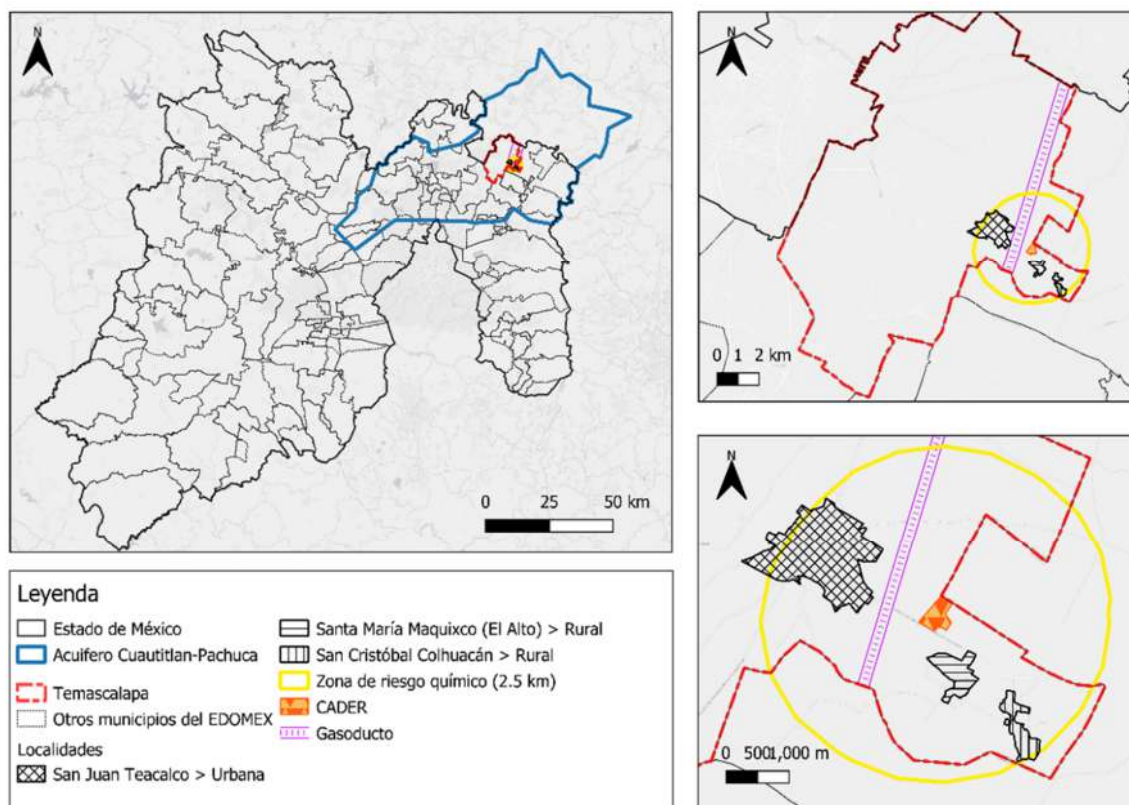 N
0 25 50 km
N
0 1 2 km
N
0 5001,000 m
Leyenda
Estado de México
Acuifero Cuautitlan-Pachuca
Temascalapa
Otros municipios del EDOMEX
Localidades
San Juan Teacalco > Urbana
Santa María Maquixco (El Alto) > Rural
San Cristóbal Colhuacán > Rural
Zona de riesgo químico (2.5 km)
CADER
Gasoducto